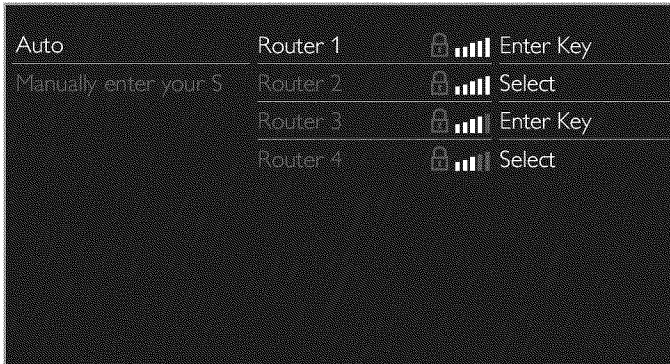 Auto Router 1 Enter Key
Manually enter your S Router 2 Select
Router 3 Enter Key
Router 4 Select